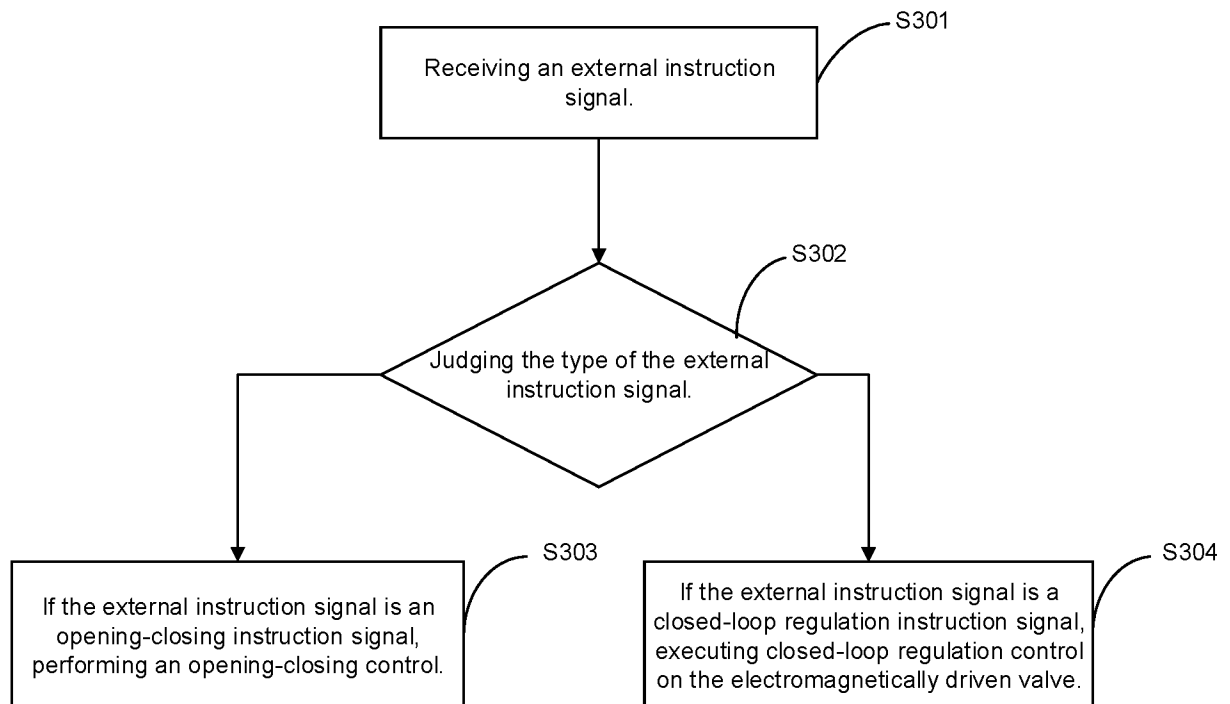 S301
Receiving an external instruction
signal.
S302
Judging the type of the external
instruction signal.
S303
If the external instruction signal is an
opening-closing instruction signal,
performing an opening-closing control.
S304
If the external instruction signal is a
closed-loop regulation instruction signal,
executing closed-loop regulation control
on the electromagnetically driven valve.